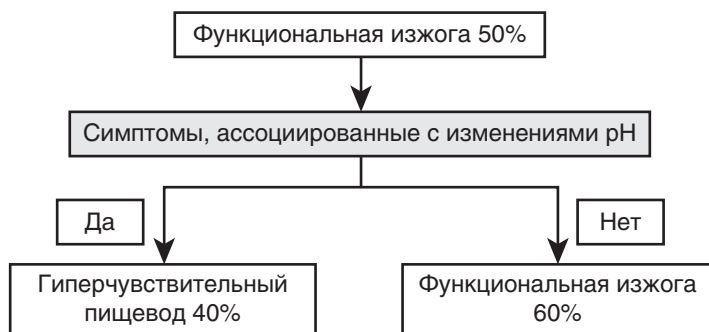 Функциональная изжога 50%
Симптомы, ассоциированные с изменениями pH
Да
Нет
Гиперчувствительный
пищевод 40%
Функциональная изжога
60%